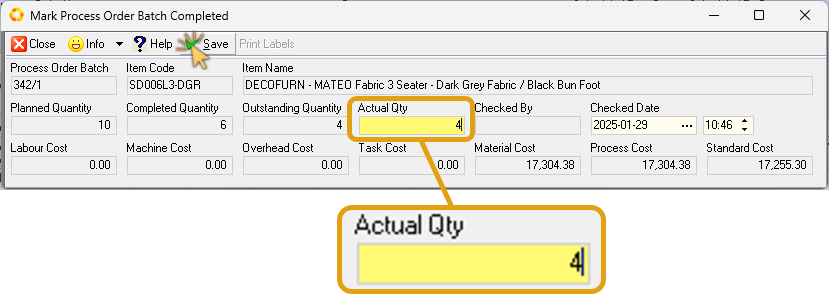 Mark Process Order Batch Completed
Close Info Help Save Print Labels
Process Order Batch Item Code Item Name
342/1 SD006L3-DGR DECOFURN - MATEO Fabric 3 Seater - Dark Grey Fabric / Black Bun Foot
Planned Quantity Completed Quantity Outstanding Quantity Actual Qty Checked By Checked Date
10 6 4 4 2025-01-29 ... 10:46
Labour Cost Machine Cost Overhead Cost Task Cost Material Cost Process Cost Standard Cost
0.00 0.00 0.00 0.00 17,304.38 17,304.38 17,255.30
Actual Qty
4